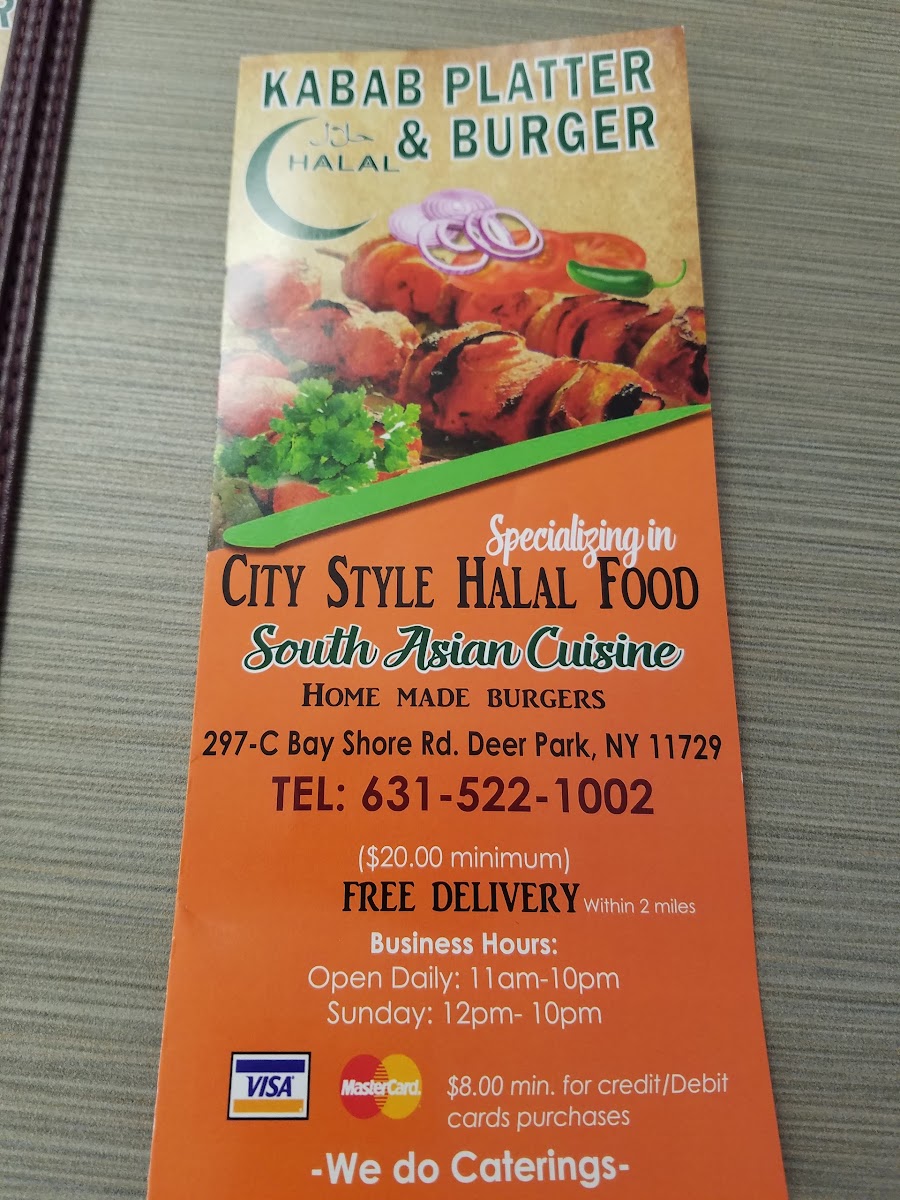 KABAB PLATTER
& BURGER
حلال
HALAL
Specializing in
CITY STYLE HALAL FOOD
South Asian Cuisine
HOME MADE BURGERS
297-C Bay Shore Rd. Deer Park, NY 11729
TEL: 631-522-1002
($20.00 minimum)
FREE DELIVERY Within 2 miles
Business Hours:
Open Daily: 11am-10pm
Sunday: 12pm- 10pm
VISA
MasterCard.
$8.00 min. for credit/Debit
cards purchases
-We do Caterings-